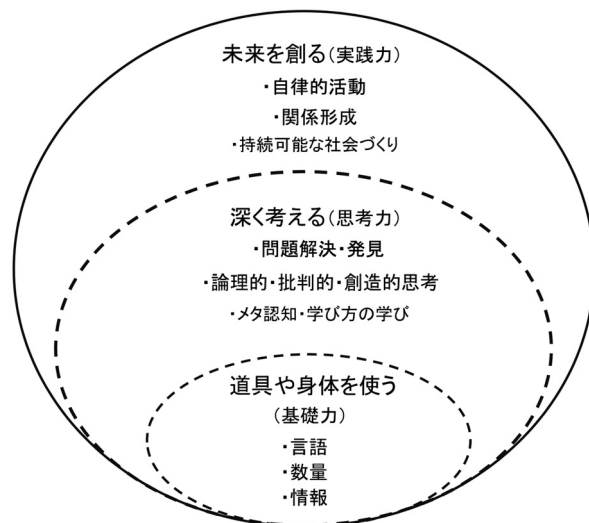 未来を創る(実践力)
・自律的活動
・関係形成
・持続可能な社会づくり
深く考える(思考力)
・問題解決・発見
・論理的・批判的・創造的思考
・メタ認知・学び方の学び
道具や身体を使う
(基礎力)
・言語
・数量
・情報